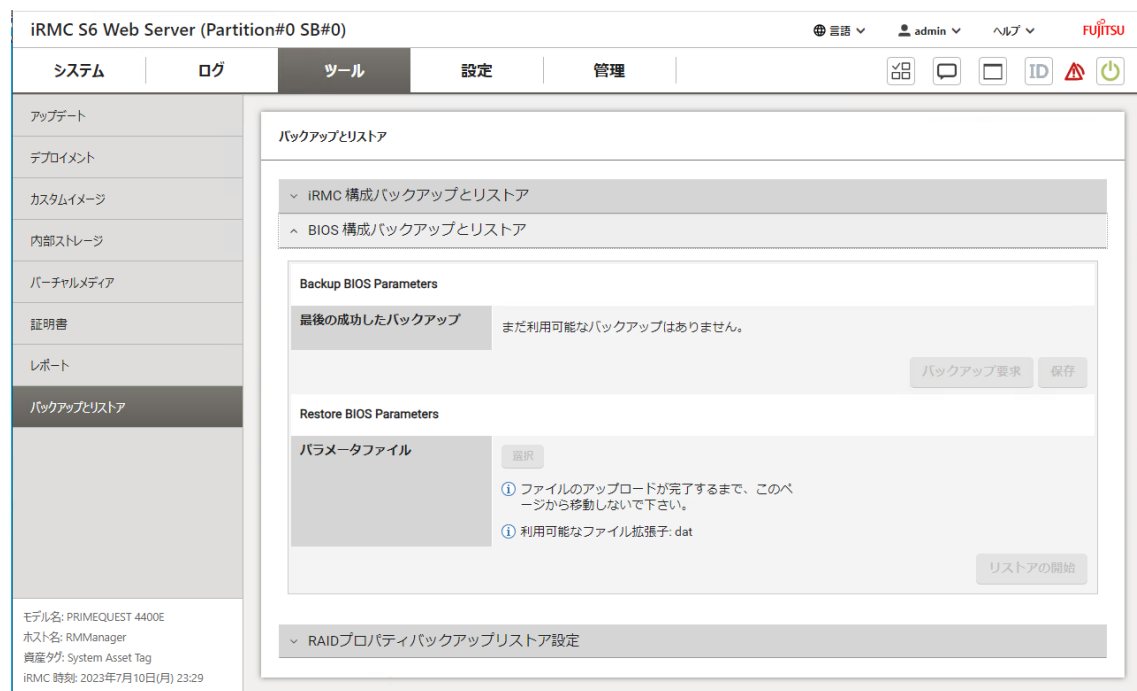 iRMC S6 Web Server (Partition#0 SB#0)
言語
admin
ヘルプ
FUJITSU
システム
ログ
ツール
設定
管理
ID
アップデート
デプロイメント
カスタムイメージ
内部ストレージ
バーチャルメディア
証明書
レポート
バックアップとリストア
バックアップとリストア
iRMC 構成バックアップとリストア
BIOS 構成バックアップとリストア
Backup BIOS Parameters
最後の成功したバックアップ
まだ利用可能なバックアップはありません。
バックアップ要求
保存
Restore BIOS Parameters
パラメータファイル
選択
ファイルのアップロードが完了するまで、このペ
ージから移動しないで下さい。
利用可能なファイル拡張子: dat
リストアの開始
RAIDプロパティバックアップリストア設定
モデル名: PRIMEQUEST 4400E
ホスト名: RMManager
資産タグ: System Asset Tag
iRMC 時刻: 2023年7月10日(月) 23:29